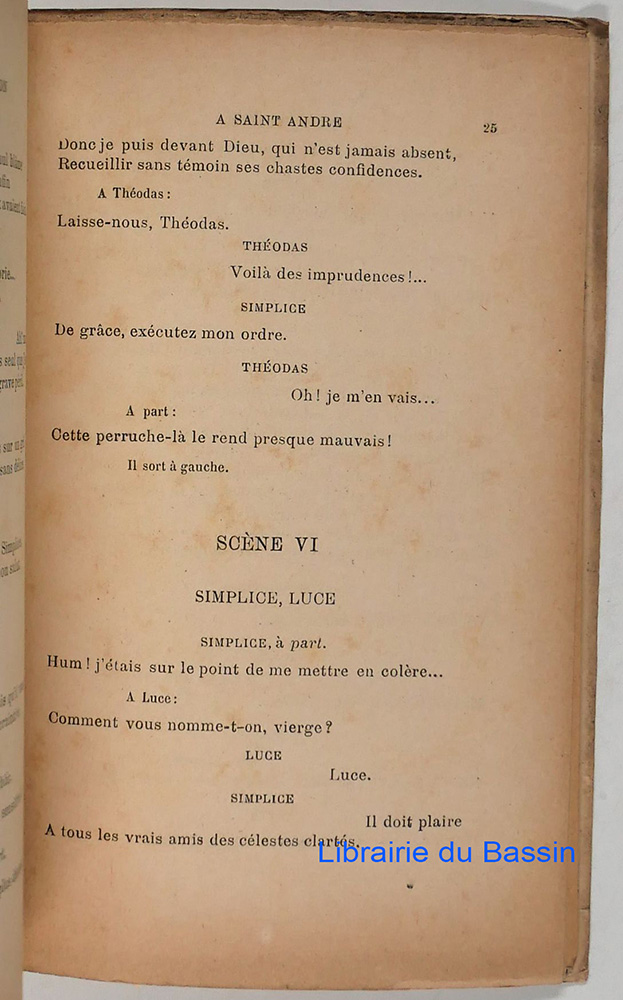 A SAINT ANDRE
25
Donc je puis devant Dieu, qui n'est jamais absent,
Recueillir sans témoin ses chastes confidences.
A Théodas :
Laisse-nous, Théodas.
THÉODAS
Voilà des imprudences !...
SIMPLICE
De grâce, exécutez mon ordre.
THÉODAS
Oh ! je m'en vais...
A part :
Cette perruche-là le rend presque mauvais !
Il sort à gauche.
SCÈNE VI
SIMPLICE, LUCE
SIMPLICE, à part.
Hum ! j'étais sur le point de me mettre en colère...
A Luce :
Comment vous nomme-t-on, vierge ?
LUCE
Luce.
SIMPLICE
Il doit plaire
A tous les vrais amis des célestes clartés.
Librairie du Bassin